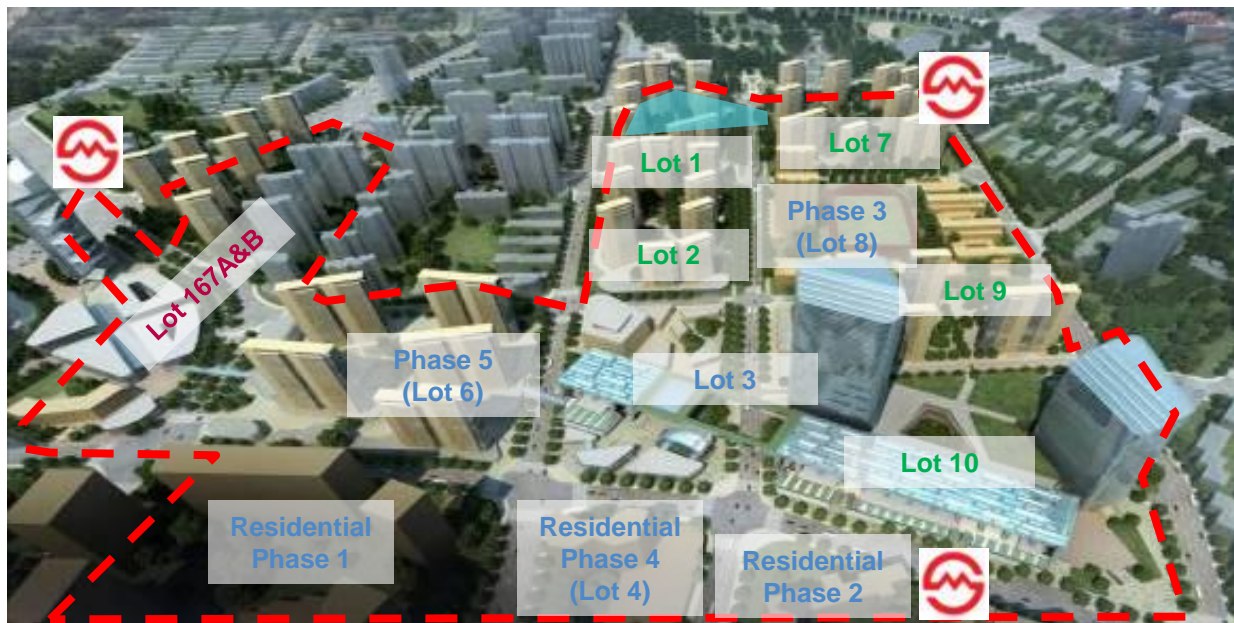 Lot 1
Lot 7
Phase 3
(Lot 8)
Lot 167A&B
Lot 2
Lot 9
Phase 5
(Lot 6)
Lot 3
Lot 10
Residential
Phase 1
Residential
Phase 4
(Lot 4)
Residential
Phase 2